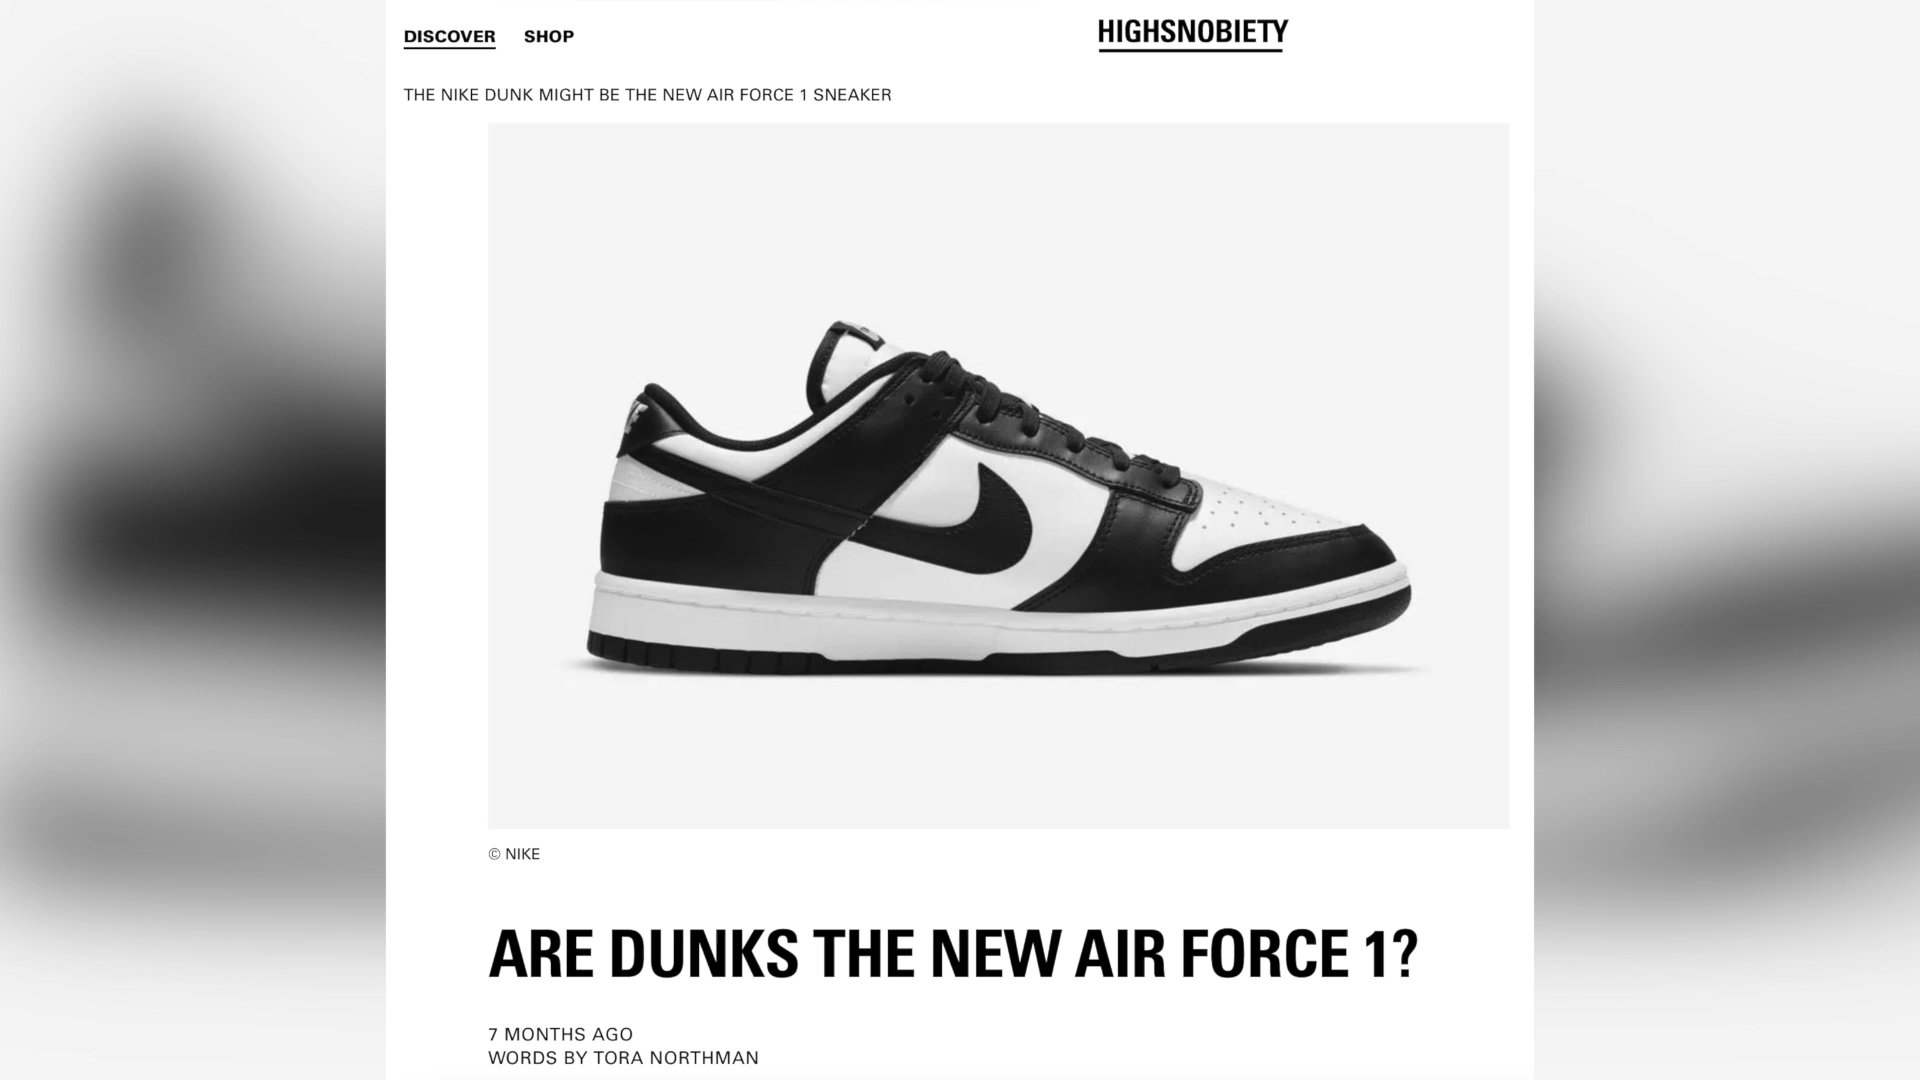 DISCOVER SHOP HIGHSNOBIETY
THE NIKE DUNK MIGHT BE THE NEW AIR FORCE 1 SNEAKER
© NIKE
ARE DUNKS THE NEW AIR FORCE 1?
7 MONTHS AGO
WORDS BY TORA NORTHMAN